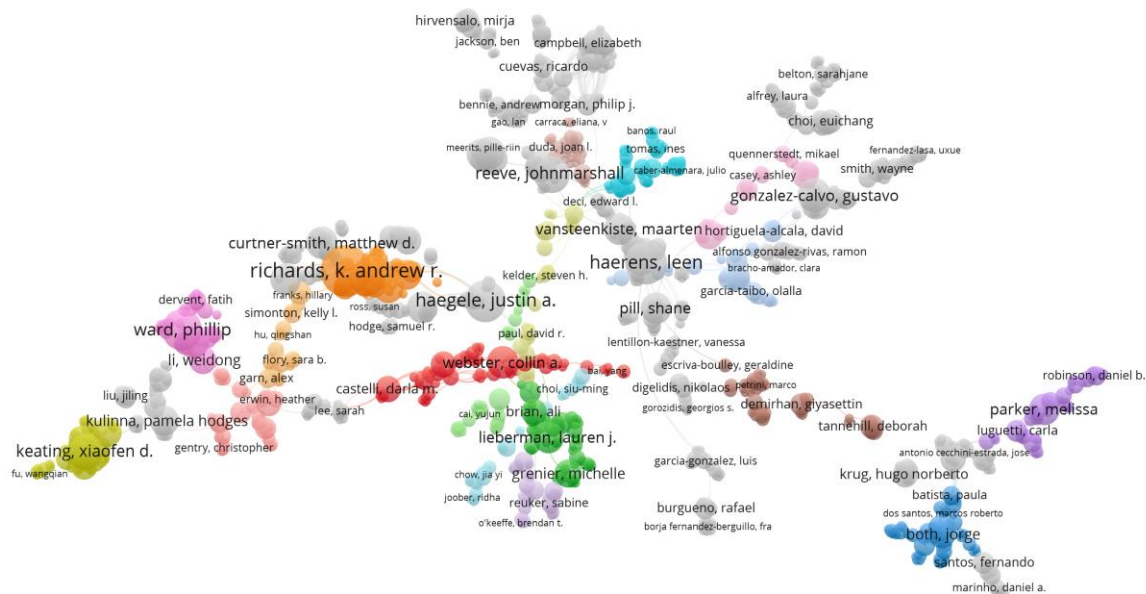 hirvensalo, mirja
jackson, ben
campbell, elizabeth
cuevas, ricardo
belton, sarahjane
alfrey, laura
bennie, andrew
morgan, philip j.
choi, euichang
gao, lan
carraca, eliana, v
banos, raul
meerits, pille-riin
duda, joan l.
tomas, ines
quennerstedt, mikael
fernandez-lasa, uxue
reeve, johnmarshall
caber-almenara, julio
casey, ashley
smith, wayne
deci, edward l.
gonzalez-calvo, gustavo
vansteenkiste, maarten
hortiguela-alcala, david
curtner-smith, matthew d.
alfonso gonzalez-rivas, ramon
richards, k. andrew r.
haerens, leen
bracho-amador, clara
kelder, steven h.
garcia-taibo, olalla
dervent, fatih
franks, hillary
haegele, justin a.
simonton, kelly l.
ross, susan
pill, shane
ward, phillip
hu, qingshan
hodge, samuel r.
paul, david r.
lentillon-kaestner, vanessa
li, weidong
flory, sara b.
webster, collin a.
escriva-boulley, geraldine
bai, yang
garn, alex
castelli, darla m.
choi, siu-ming
digelidis, nikolaos
petrini, marco
robinson, daniel b.
liu, jiling
erwin, heather
lee, sarah
cai, yujun
brian, ali
gorozidis, georgios s.
demirhan, giyasettin
parker, melissa
kulinna, pamela hodges
lieberman, lauren j.
tannehill, deborah
luguetti, carla
keating, xiaofen d.
gentry, christopher
antonio cecchini-estrada, jose
chow, jia yi
grenier, michelle
garcia-gonzalez, luis
krug, hugo norberto
fu, wangqian
joober, ridha
reuker, sabine
batista, paula
burgueno, rafael
dos santos, marcos roberto
o'keeffe, brendan t.
borja fernandez-berguillo, fra
both, jorge
santos, fernando
marinho, daniel a.